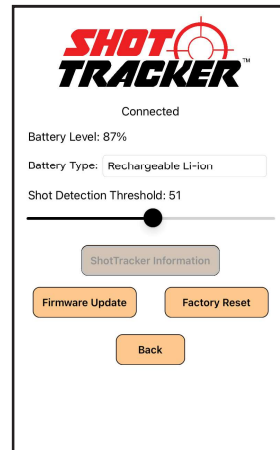 SHOT
TRACKER™
Connected
Battery Level: 87%
Battery Type: Rechargeable Li-ion
Shot Detection Threshold: 51
ShotTracker Information
Firmware Update Factory Reset
Back